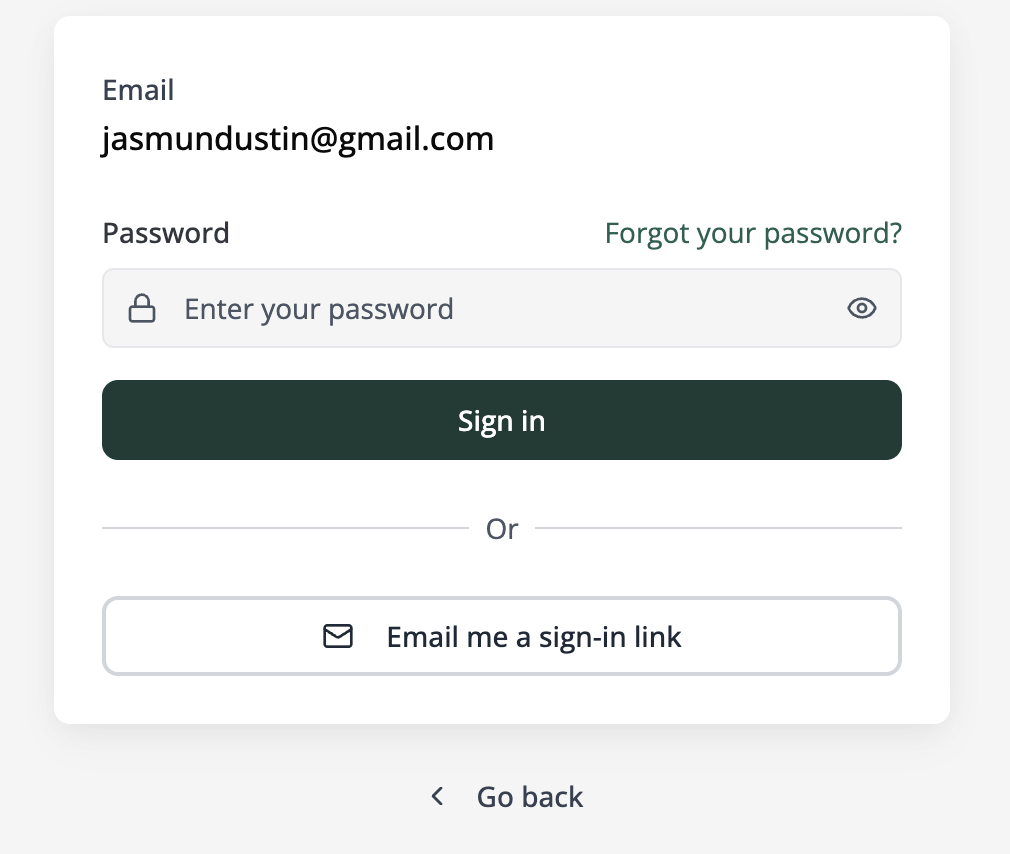 Email
jasmundustin@gmail.com
Password Forgot your password?
Enter your password
Sign in
Or
Email me a sign-in link
Go back